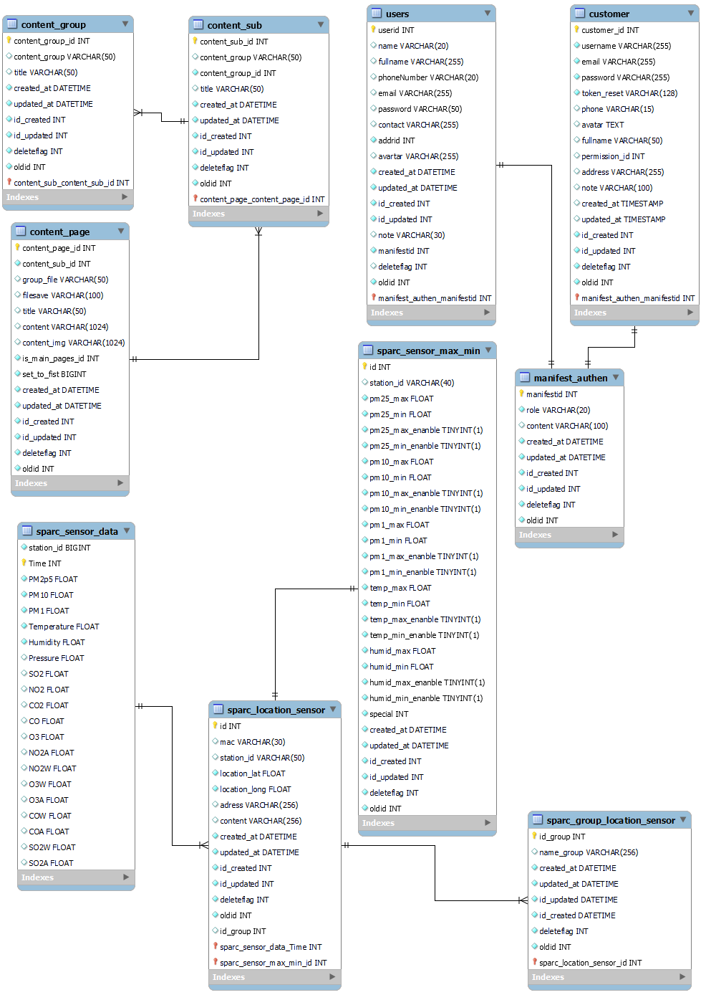 content_group
content_group_id INT
content_group VARCHAR(50)
title VARCHAR(50)
created_at DATETIME
updated_at DATETIME
id_created INT
id_updated INT
deleteflag INT
oldid INT
content_sub_content_sub_id INT
Indexes
content_sub
content_sub_id INT
content_group VARCHAR(50)
content_group_id INT
title VARCHAR(50)
created_at DATETIME
updated_at DATETIME
id_created INT
id_updated INT
deleteflag INT
oldid INT
content_page_content_page_id INT
Indexes
users
userid INT
name VARCHAR(20)
fullname VARCHAR(255)
phoneNumber VARCHAR(20)
email VARCHAR(255)
password VARCHAR(50)
contact VARCHAR(255)
addrid INT
avartar VARCHAR(255)
created_at DATETIME
updated_at DATETIME
id_created INT
id_updated INT
note VARCHAR(30)
manifestid INT
deleteflag INT
oldid INT
manifest_authen_manifestid INT
Indexes
customer
customer_id INT
username VARCHAR(255)
email VARCHAR(255)
password VARCHAR(255)
token_reset VARCHAR(128)
phone VARCHAR(15)
avatar TEXT
fullname VARCHAR(50)
permission_id INT
address VARCHAR(255)
note VARCHAR(100)
created_at TIMESTAMP
updated_at TIMESTAMP
id_created INT
id_updated INT
deleteflag INT
oldid INT
manifest_authen_manifestid INT
Indexes
content_page
content_page_id INT
content_sub_id INT
group_file VARCHAR(50)
filesave VARCHAR(100)
title VARCHAR(50)
content VARCHAR(1024)
content_img VARCHAR(1024)
is_main_pages_id INT
set_to_fist BIGINT
created_at DATETIME
updated_at DATETIME
id_created INT
id_updated INT
deleteflag INT
oldid INT
Indexes
sparc_sensor_max_min
id INT
station_id VARCHAR(40)
pm25_max FLOAT
pm25_min FLOAT
pm25_max_enanble TINYINT(1)
pm25_min_enanble TINYINT(1)
pm10_max FLOAT
pm10_min FLOAT
pm10_max_enanble TINYINT(1)
pm10_min_enanble TINYINT(1)
pm1_max FLOAT
pm1_min FLOAT
pm1_max_enanble TINYINT(1)
pm1_min_enanble TINYINT(1)
temp_max FLOAT
temp_min FLOAT
temp_max_enanble TINYINT(1)
temp_min_enanble TINYINT(1)
humid_max FLOAT
humid_min FLOAT
humid_max_enanble TINYINT(1)
humid_min_enanble TINYINT(1)
special INT
created_at DATETIME
updated_at DATETIME
id_created INT
id_updated INT
deleteflag INT
oldid INT
Indexes
manifest_authen
manifestid INT
role VARCHAR(20)
content VARCHAR(100)
created_at DATETIME
updated_at DATETIME
id_created INT
id_updated INT
deleteflag INT
oldid INT
Indexes
sparc_sensor_data
station_id BIGINT
Time INT
PM2p5 FLOAT
PM10 FLOAT
PM1 FLOAT
Temperature FLOAT
Humidity FLOAT
Pressure FLOAT
SO2 FLOAT
NO2 FLOAT
CO2 FLOAT
CO FLOAT
O3 FLOAT
NO2A FLOAT
NO2W FLOAT
O3W FLOAT
O3A FLOAT
COW FLOAT
COA FLOAT
SO2W FLOAT
SO2A FLOAT
Indexes
sparc_location_sensor
id INT
mac VARCHAR(30)
station_id VARCHAR(50)
location_lat FLOAT
location_long FLOAT
adress VARCHAR(256)
content VARCHAR(256)
created_at DATETIME
updated_at DATETIME
id_created INT
id_updated INT
deleteflag INT
oldid INT
id_group INT
sparc_sensor_data_Time INT
sparc_sensor_max_min_id INT
Indexes
sparc_group_location_sensor
id_group INT
name_group VARCHAR(256)
created_at DATETIME
updated_at DATETIME
id_updated DATETIME
id_created DATETIME
deleteflag INT
oldid INT
sparc_location_sensor_id INT
Indexes